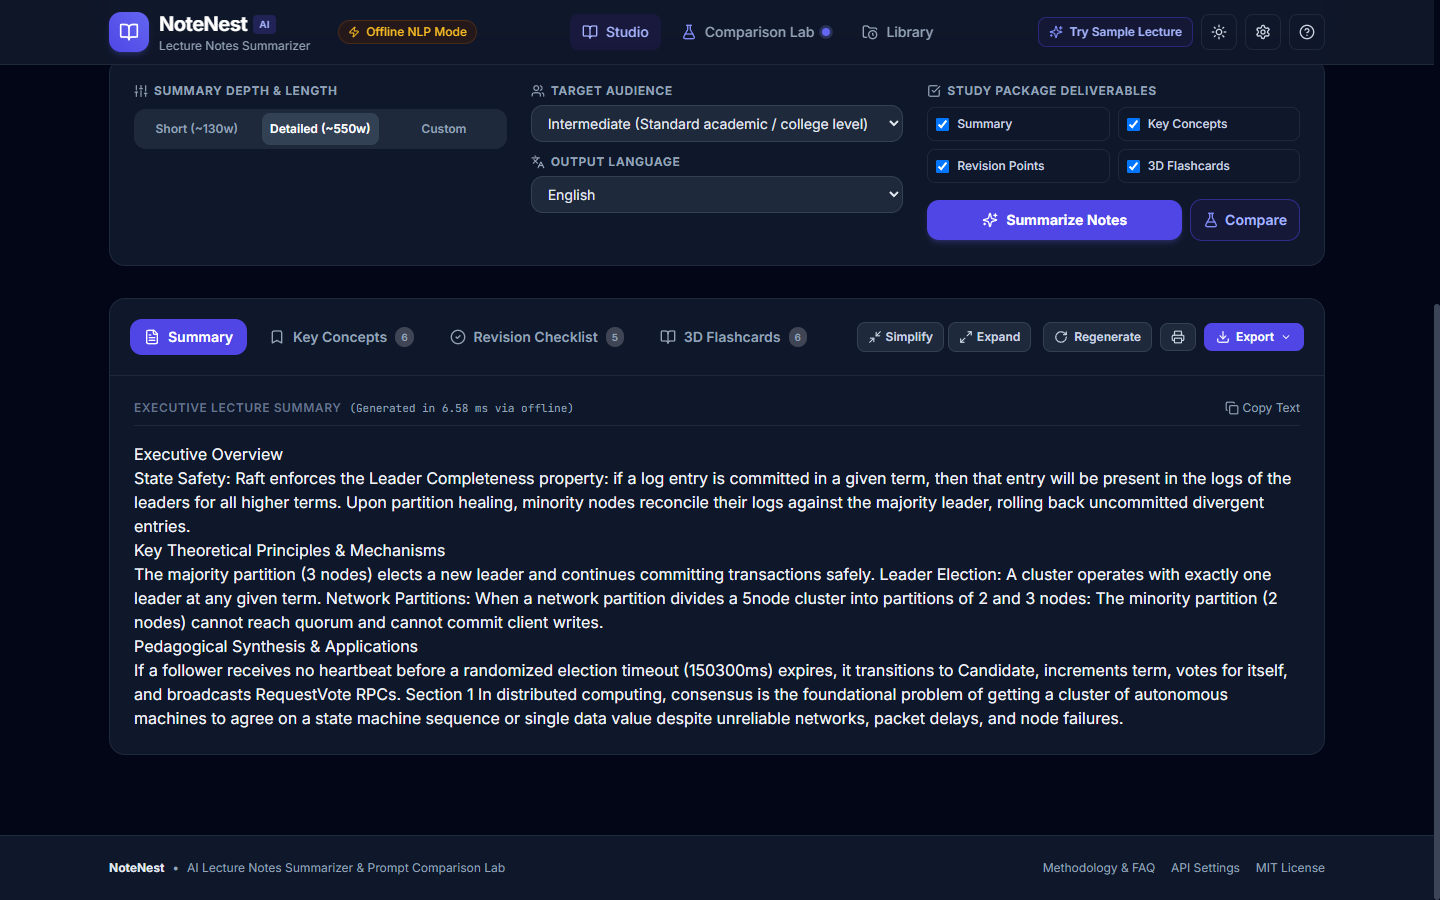 NoteNest AI
Lecture Notes Summarizer
Offline NLP Mode
Studio
Comparison Lab
Library
Try Sample Lecture
SUMMARY DEPTH & LENGTH
Short (~130w)
Detailed (~550w)
Custom
TARGET AUDIENCE
Intermediate (Standard academic / college level)
OUTPUT LANGUAGE
English
STUDY PACKAGE DELIVERABLES
Summary
Key Concepts
Revision Points
3D Flashcards
Summarize Notes
Compare
Summary
Key Concepts 6
Revision Checklist 5
3D Flashcards 6
Simplify
Expand
Regenerate
Export
EXECUTIVE LECTURE SUMMARY (Generated in 6.58 ms via offline)
Copy Text
Executive Overview
State Safety: Raft enforces the Leader Completeness property: if a log entry is committed in a given term, then that entry will be present in the logs of the
leaders for all higher terms. Upon partition healing, minority nodes reconcile their logs against the majority leader, rolling back uncommitted divergent
entries.
Key Theoretical Principles & Mechanisms
The majority partition (3 nodes) elects a new leader and continues committing transactions safely. Leader Election: A cluster operates with exactly one
leader at any given term. Network Partitions: When a network partition divides a 5node cluster into partitions of 2 and 3 nodes: The minority partition (2
nodes) cannot reach quorum and cannot commit client writes.
Pedagogical Synthesis & Applications
If a follower receives no heartbeat before a randomized election timeout (150300ms) expires, it transitions to Candidate, increments term, votes for itself,
and broadcasts RequestVote RPCs. Section 1 In distributed computing, consensus is the foundational problem of getting a cluster of autonomous
machines to agree on a state machine sequence or single data value despite unreliable networks, packet delays, and node failures.
NoteNest • AI Lecture Notes Summarizer & Prompt Comparison Lab
Methodology & FAQ
API Settings
MIT License